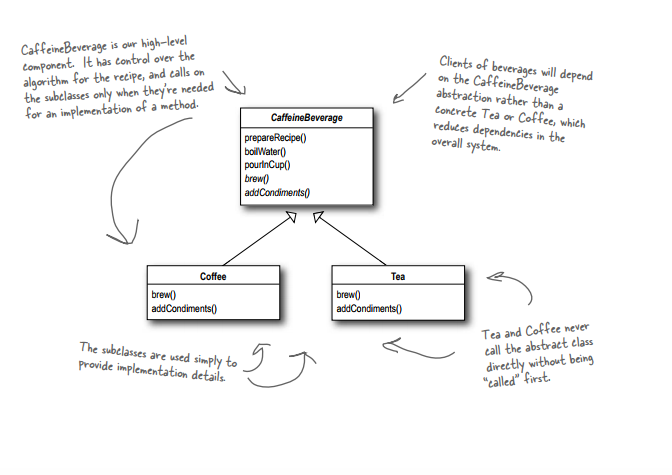 CaffeineBeverage is our high-level
component. It has control over the
algorithm for the recipe, and calls on
the subclasses only when they're needed
for an implementation of a method.
Clients of beverages will depend
on the CaffeineBeverage
abstraction rather than a
concrete Tea or Coffee, which
reduces dependencies in the
overall system.
CaffeineBeverage
prepareRecipe()
boilWater()
pourInCup()
brew()
addCondiments()
Coffee
brew()
addCondiments()
Tea
brew()
addCondiments()
The subclasses are used simply to
provide implementation details.
Tea and Coffee never
call the abstract class
directly without being
"called" first.